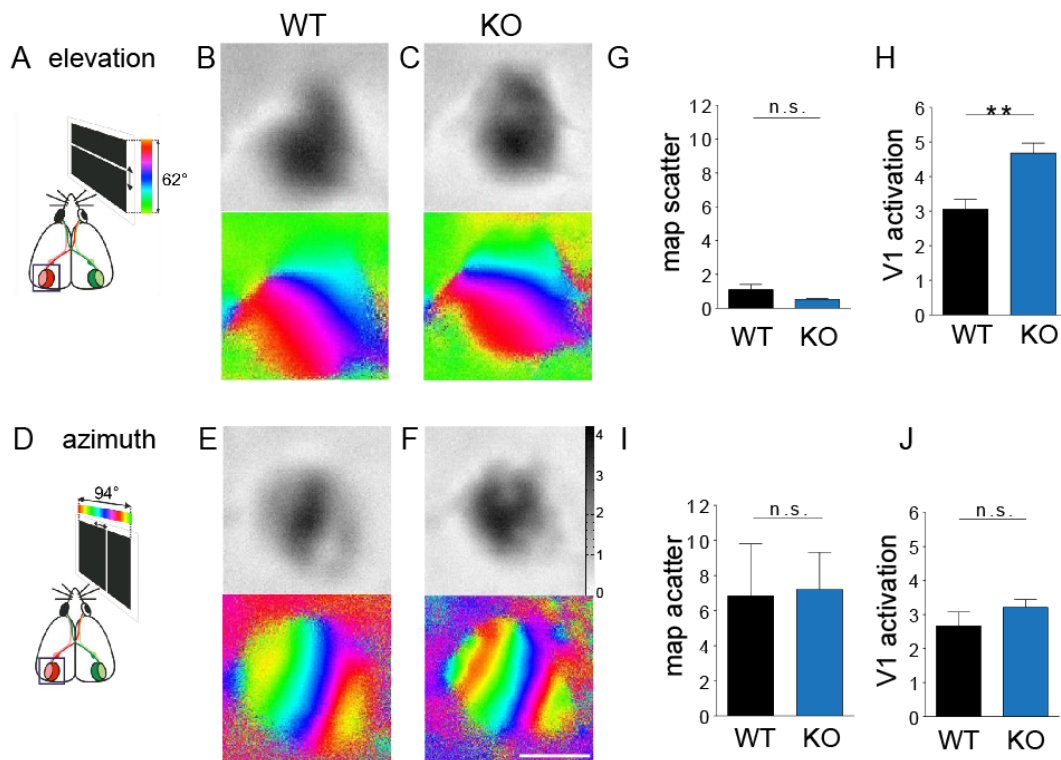 WT
KO
A elevation
B
C
G
H
62°
12
10
8
6
4
2
0
map scatter
n.s.
WT
KO
6
5
4
3
2
1
0
V1 activation
**
WT
KO
D azimuth
E
F
I
J
94°
4
3
2
1
0
12
10
8
6
4
2
0
map acatter
n.s.
WT
KO
6
5
4
3
2
1
0
V1 activation
n.s.
WT
KO